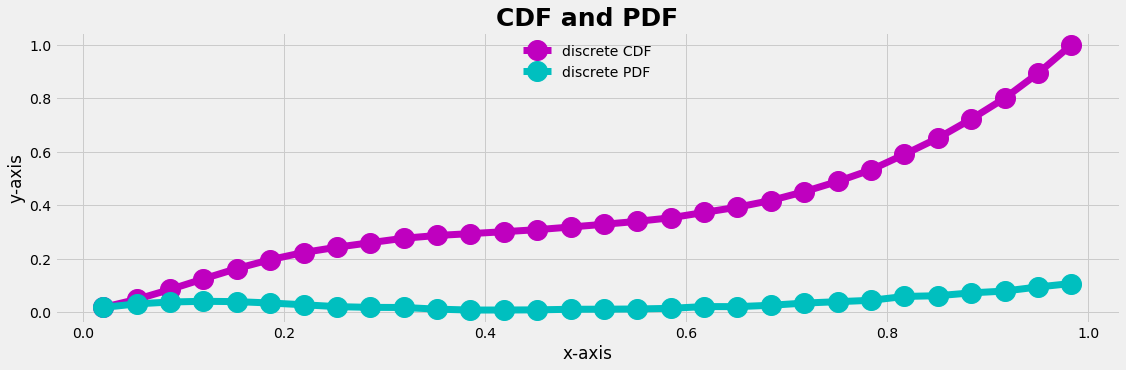 CDF and PDF
discrete CDF
discrete PDF
y-axis
1.0
0.8
0.6
0.4
0.2
0.0
0.0 0.2 0.4 0.6 0.8 1.0
x-axis